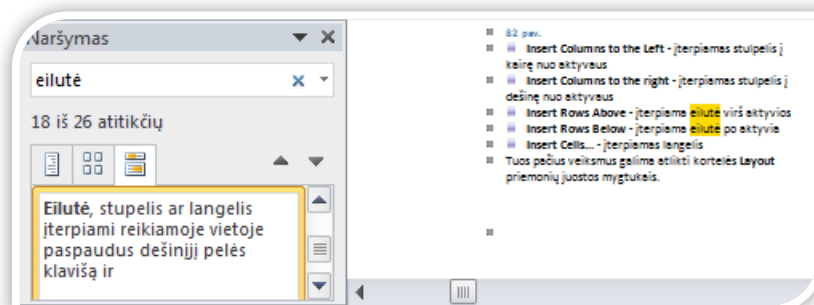 Naršymas
eilutė
18 iš 26 atitikčių
Eilutė, stupelis ar langelis
įterpiami reikiamoje vietoje
paspaudus dešinįjį pelės
klavišą ir
82 pav.
Insert Columns to the Left - įterpiamas stulpelis į
kairę nuo aktyvaus
Insert Columns to the right - įterpiamas stulpelis į
dešinę nuo aktyvaus
Insert Rows Above - įterpiama eilutė virš aktyvios
Insert Rows Below - įterpiama eilutė po aktyvia
Insert Cells... - įterpiamas langelis
Tuos pačius veiksmus galima atlikti kortelės Layout
priemonių juostos mygtukais.